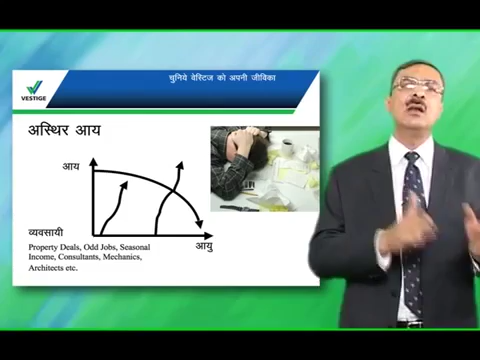 चुनिये वेस्टिज को अपनी जीविका
VESTIGE
अस्थिर आय
आय
आयु
व्यवसायी
Property Deals, Odd Jobs, Seasonal
Income, Consultants, Mechanics,
Architects etc.